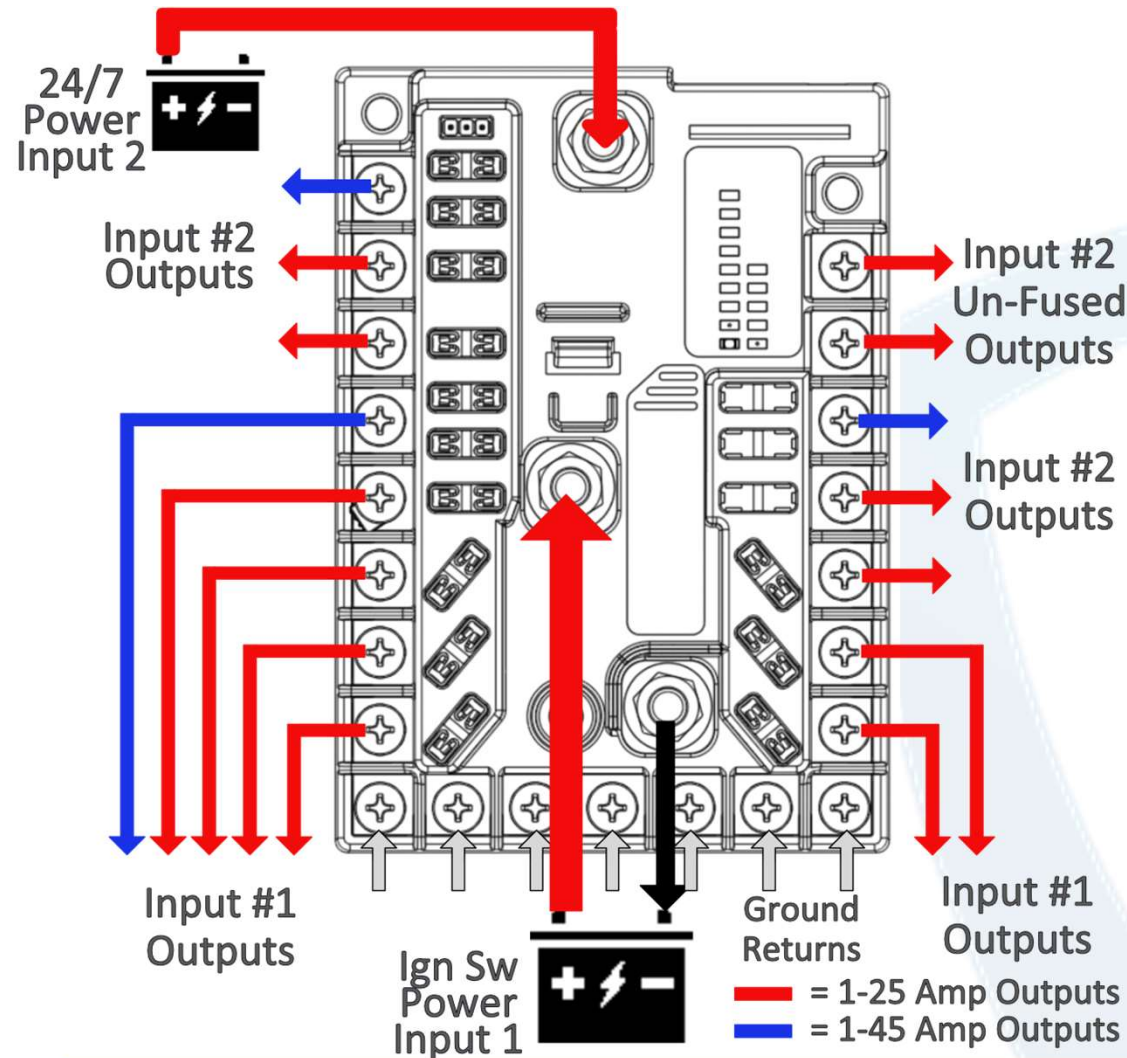 24/7
Power
Input 2
Input #2
Outputs
Input #2
Un-Fused
Outputs
Input #2
Outputs
Input #1
Outputs
Ign Sw
Power
Input 1
Ground
Returns
Input #1
Outputs
= 1-25 Amp Outputs
= 1-45 Amp Outputs